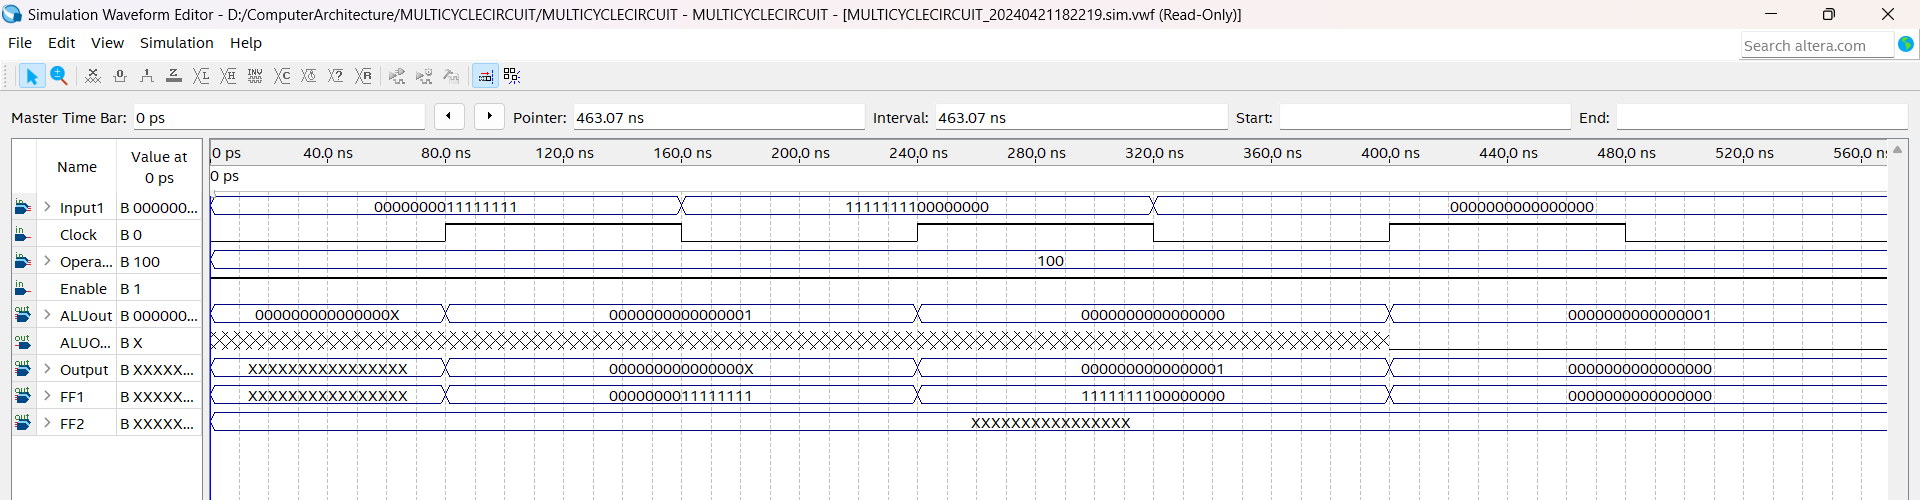 Simulation Waveform Editor - D:/ComputerArchitecture/MULTICYCLECIRCUIT/MULTICYCLECIRCUIT - MULTICYCLECIRCUIT - [MULTICYCLECIRCUIT_20240421182219.sim.vwf (Read-Only)]
File Edit View Simulation Help
Search altera.com
Master Time Bar: 0 ps Pointer: 463.07 ns Interval: 463.07 ns Start: End:
Name Value at 0 ps
0 ps 40.0 ns 80.0 ns 120.0 ns 160.0 ns 200.0 ns 240.0 ns 280.0 ns 320.0 ns 360.0 ns 400.0 ns 440.0 ns 480.0 ns 520.0 ns 560.0 n
0 ps
Input1 B 000000... 0000000011111111 1111111100000000 0000000000000000
Clock B 0
Opera... B 100 100
Enable B 1
ALUout B 000000... 000000000000000X 0000000000000001 0000000000000000 0000000000000001
ALUO... B X
Output B XXXXX... XXXXXXXXXXXXXXXX 000000000000000X 0000000000000001 0000000000000000
FF1 B XXXXX... XXXXXXXXXXXXXXXX 0000000011111111 1111111100000000 0000000000000000
FF2 B XXXXX... XXXXXXXXXXXXXXXX